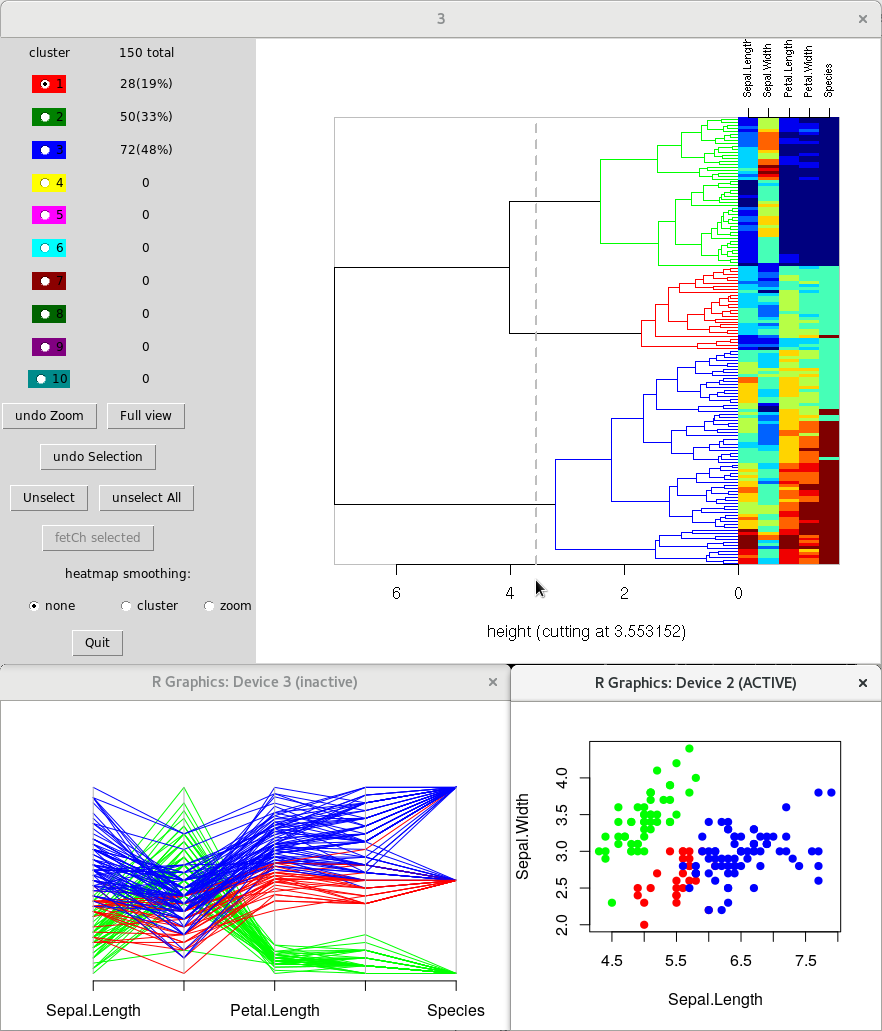 3
cluster 150 total
1 28(19%)
2 50(33%)
3 72(48%)
4 0
5 0
6 0
7 0
8 0
9 0
10 0
undo Zoom Full view
undo Selection
Unselect unselect All
fetCh selected
heatmap smoothing:
none cluster zoom
Quit
Sepal.Length
Sepal.Width
Petal.Length
Petal.Width
Species
6 4 2 0
height (cutting at 3.553152)
R Graphics: Device 3 (inactive)
Sepal.Length Petal.Length Species
R Graphics: Device 2 (ACTIVE)
Sepal.Width
4.0
3.5
3.0
2.5
2.0
4.5 5.5 6.5 7.5
Sepal.Length